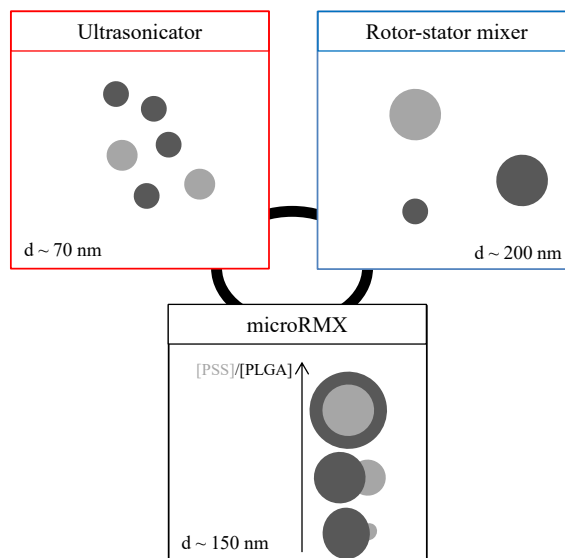 Ultrasonicator
d ~ 70 nm
Rotor-stator mixer
d ~ 200 nm
microRMX
[PSS]/[PLGA]
d ~ 150 nm